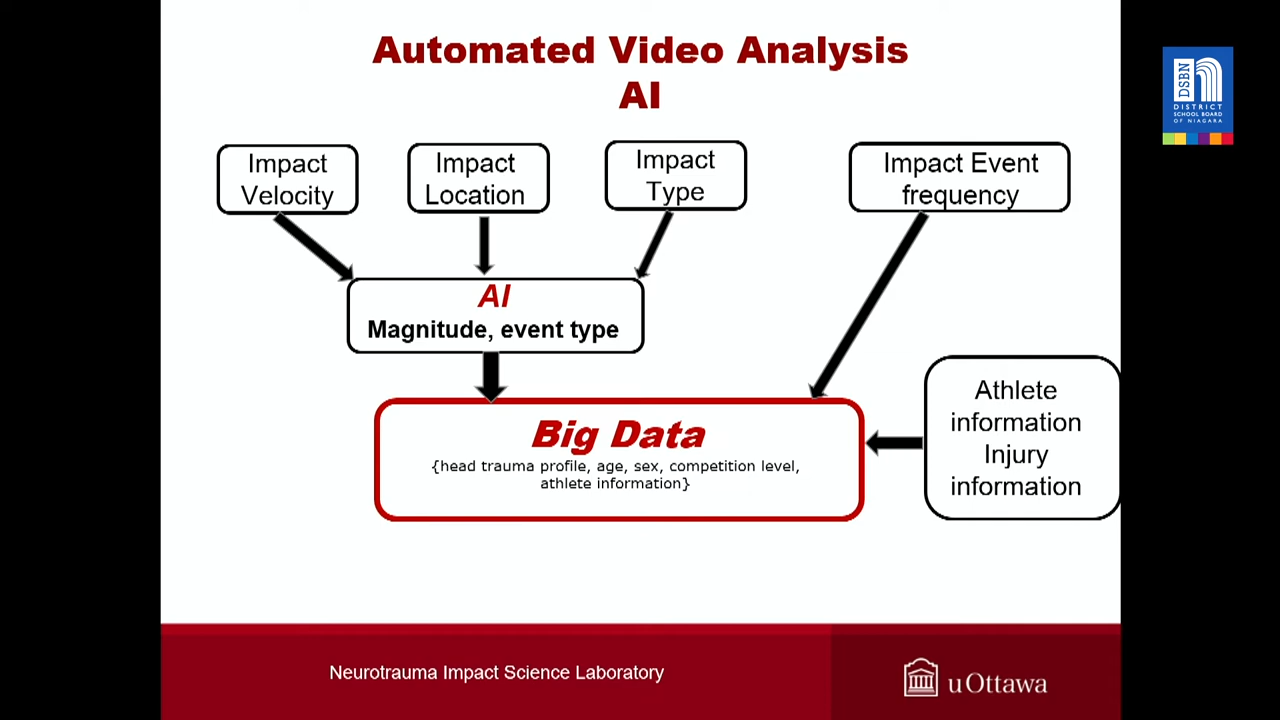 Automated Video Analysis
AI
Impact
Velocity
Impact
Location
Impact
Type
Impact Event
frequency
AI
Magnitude, event type
Big Data
{head trauma profile, age, sex, competition level,
athlete information}
Athlete
information
Injury
information
Neurotrauma Impact Science Laboratory
uOttawa
DSBN
DISTRICT
SCHOOL BOARD
OF NIAGARA